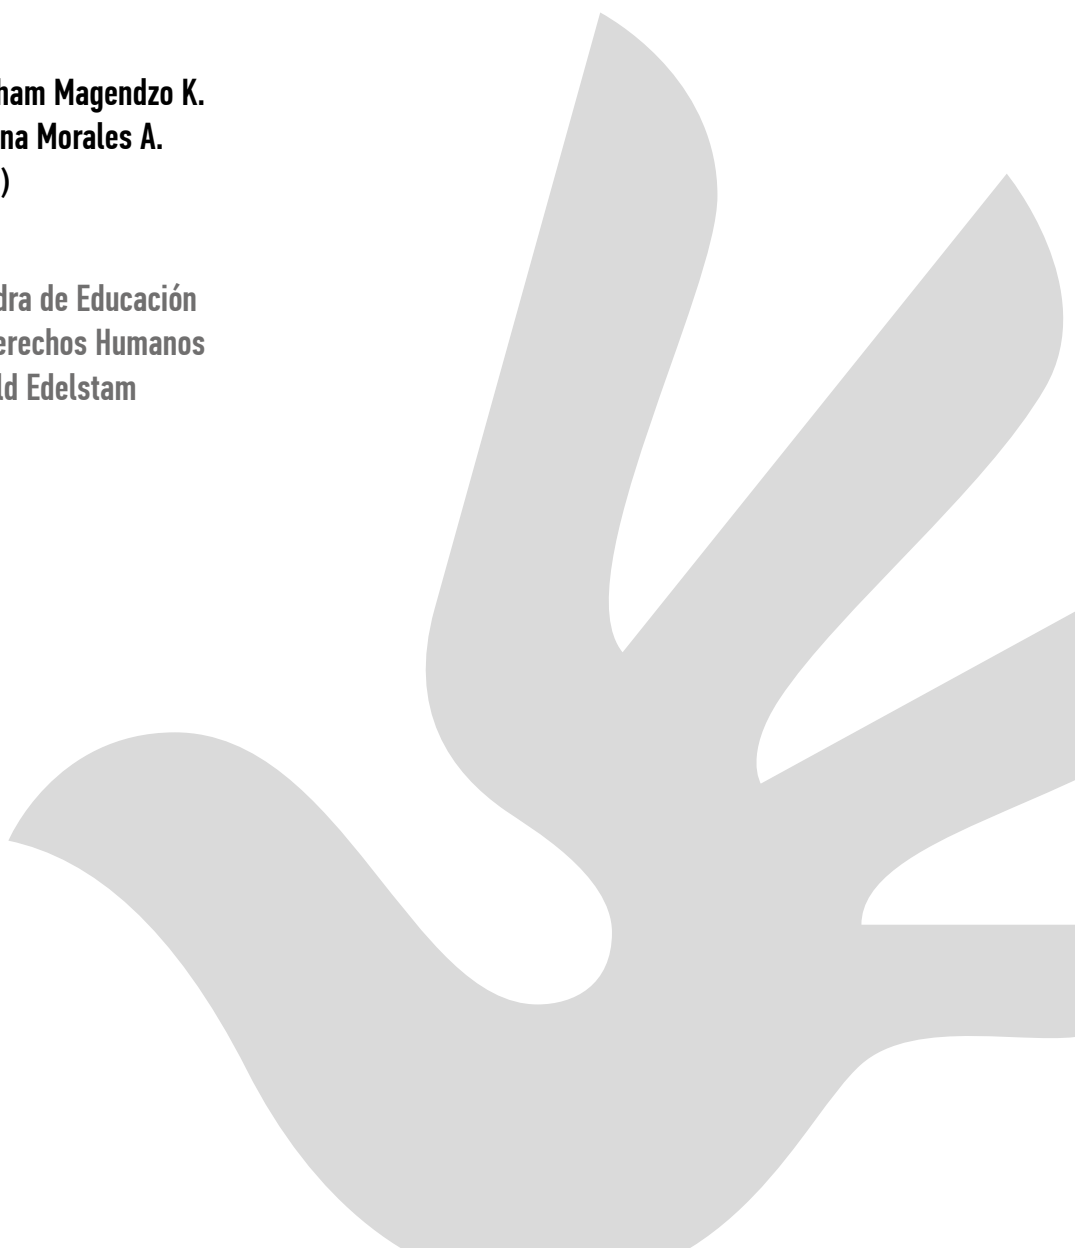 ham Magendzo K.
na Morales A.
)
dra de Educación
erechos Humanos
ld Edelstam